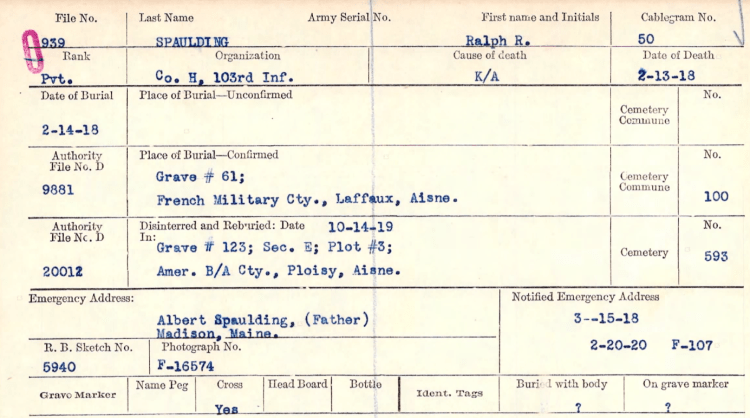 File No. Last Name Army Serial No. First name and Initials Cablegram No.
939 SPAULDING Ralph R. 50
Rank Organization Cause of death Date of Death
Pvt. Co. H, 103rd Inf. K/A 2-13-18
Date of Burial Place of Burial—Unconfirmed No.
Cemetery
Commune
2-14-18
Authority Place of Burial—Confirmed No.
File No. D
Grave # 61; Cemetery
9881 Commune
French Military Cty., Laffaux, Aisne. 100
Authority Disinterred and Reburied: Date 10-14-19 No.
File No. D In:
Grave # 123; Sec. E; Plot #3; Cemetery 593
20012 Amer. B/A Cty., Ploisy, Aisne.
Emergency Address: Notified Emergency Address
Albert Spaulding, (Father) 3--15-18
Madison, Maine.
R. B. Sketch No. Photograph No. 2-20-20 F-107
5940 F-16574
Grave Marker Name Peg Cross Head Board Bottle Ident. Tags Buried with body On grave marker
Yes ? ?